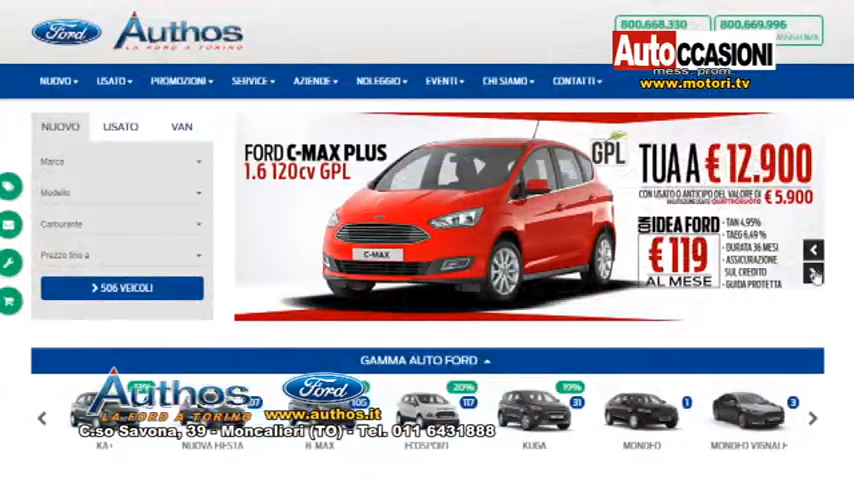 Ford
Authos
LA FORD A TORINO
800.668.330
800.669.996
AutOCCASIONI
mess. prom.
www.motori.tv
NUOVO
USATO
PROMOZIONI
SERVICE
AZIENDE
NOLEGGIO
EVENTI
CHI SIAMO
CONTATTI
NUOVO
USATO
VAN
Marca
Modello
Carburante
Prezzo fino a
506 VEICOLI
FORD C-MAX PLUS
1.6 120cv GPL
C-MAX
GPL
TUA A € 12.900
CON USATO O ANTICIPO DEL VALORE DI
€ 5.900
CON IDEA FORD
€ 119
AL MESE
- TAN 4,95%
- TAEG 6,49 %
- DURATA 36 MESI
- ASSICURAZIONE
SUL CREDITO
- GUIDA PROTETTA
GAMMA AUTO FORD
105
20%
117
19%
31
1
3
KA+
NUOVA FIESTA
B-MAX
ECOSPORT
KUGA
MONDEO
MONDEO VIGNALE
Authos
LA FORD A TORINO
Ford
www.authos.it
C.so Savona, 39 - Moncalieri (TO) - Tel. 011 6431888